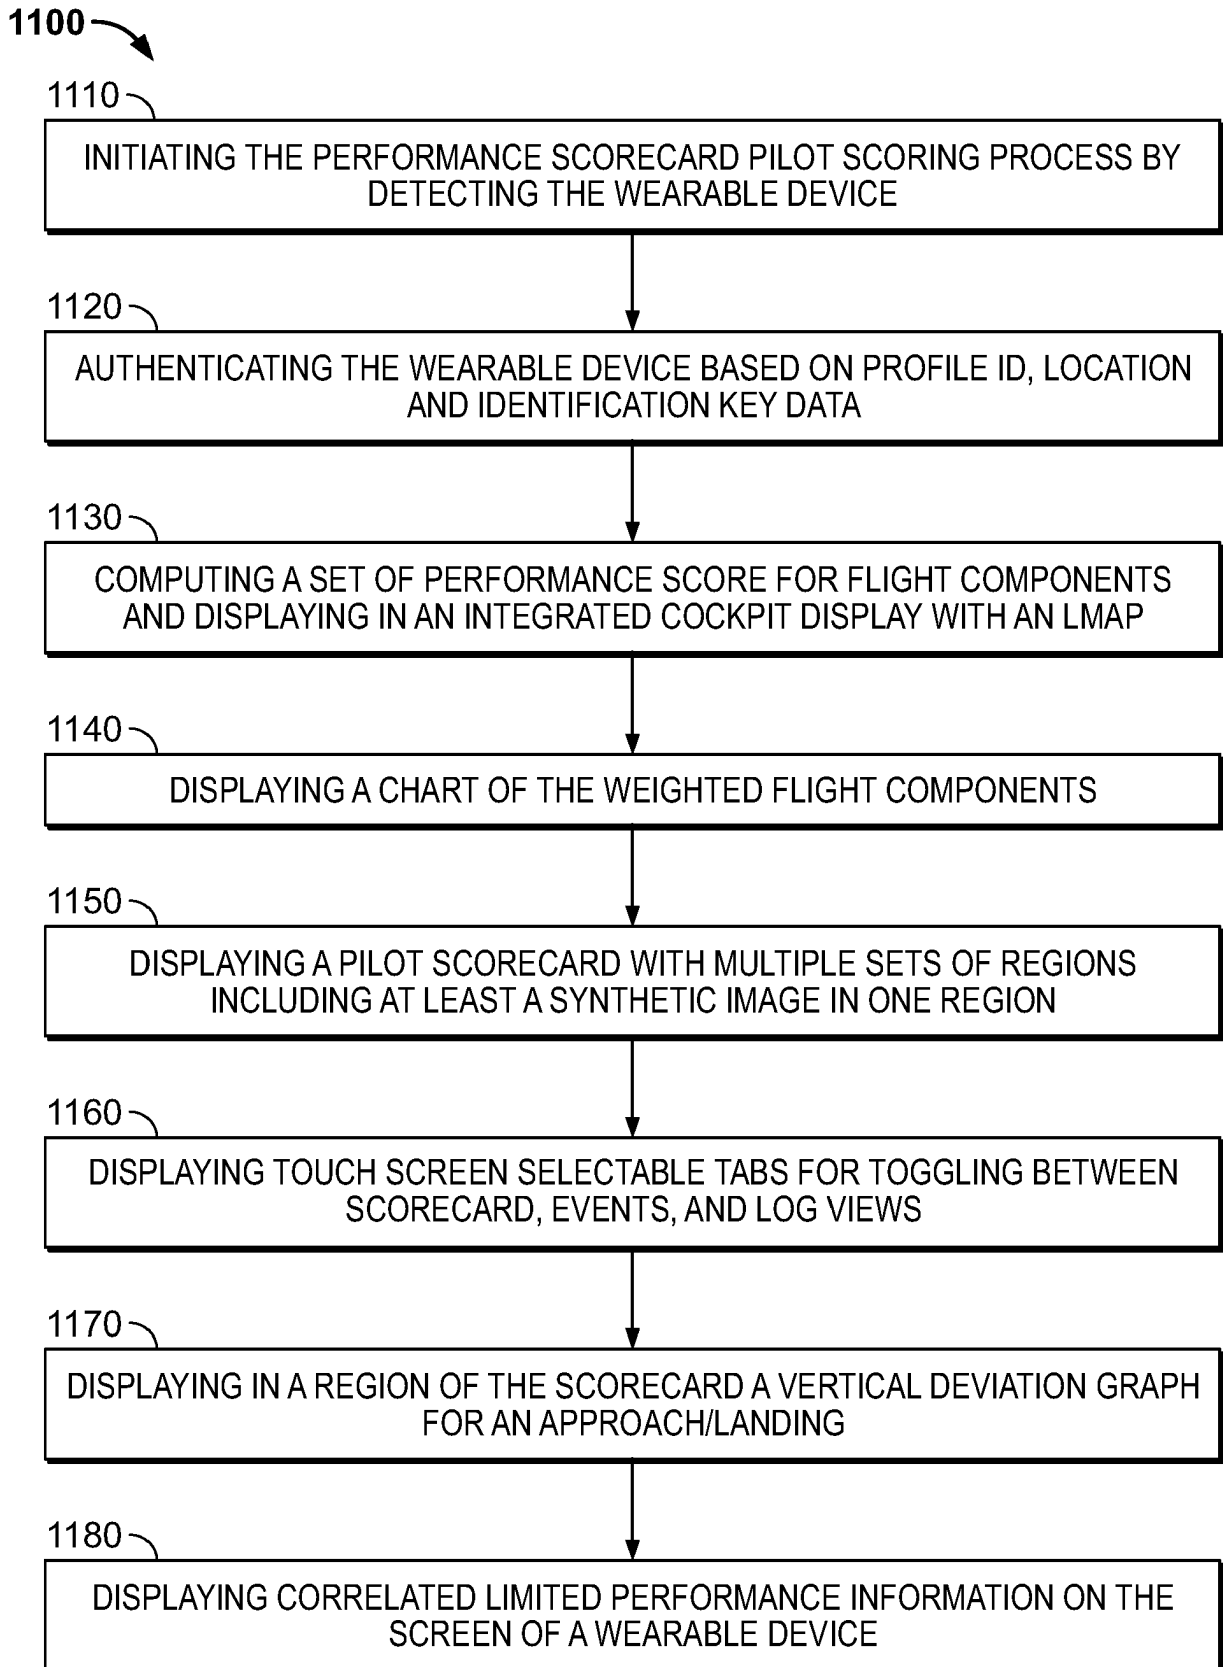 1100
1110
INITIATING THE PERFORMANCE SCORECARD PILOT SCORING PROCESS BY
DETECTING THE WEARABLE DEVICE
1120
AUTHENTICATING THE WEARABLE DEVICE BASED ON PROFILE ID, LOCATION
AND IDENTIFICATION KEY DATA
1130
COMPUTING A SET OF PERFORMANCE SCORE FOR FLIGHT COMPONENTS
AND DISPLAYING IN AN INTEGRATED COCKPIT DISPLAY WITH AN LMAP
1140
DISPLAYING A CHART OF THE WEIGHTED FLIGHT COMPONENTS
1150
DISPLAYING A PILOT SCORECARD WITH MULTIPLE SETS OF REGIONS
INCLUDING AT LEAST A SYNTHETIC IMAGE IN ONE REGION
1160
DISPLAYING TOUCH SCREEN SELECTABLE TABS FOR TOGGLING BETWEEN
SCORECARD, EVENTS, AND LOG VIEWS
1170
DISPLAYING IN A REGION OF THE SCORECARD A VERTICAL DEVIATION GRAPH
FOR AN APPROACH/LANDING
1180
DISPLAYING CORRELATED LIMITED PERFORMANCE INFORMATION ON THE
SCREEN OF A WEARABLE DEVICE